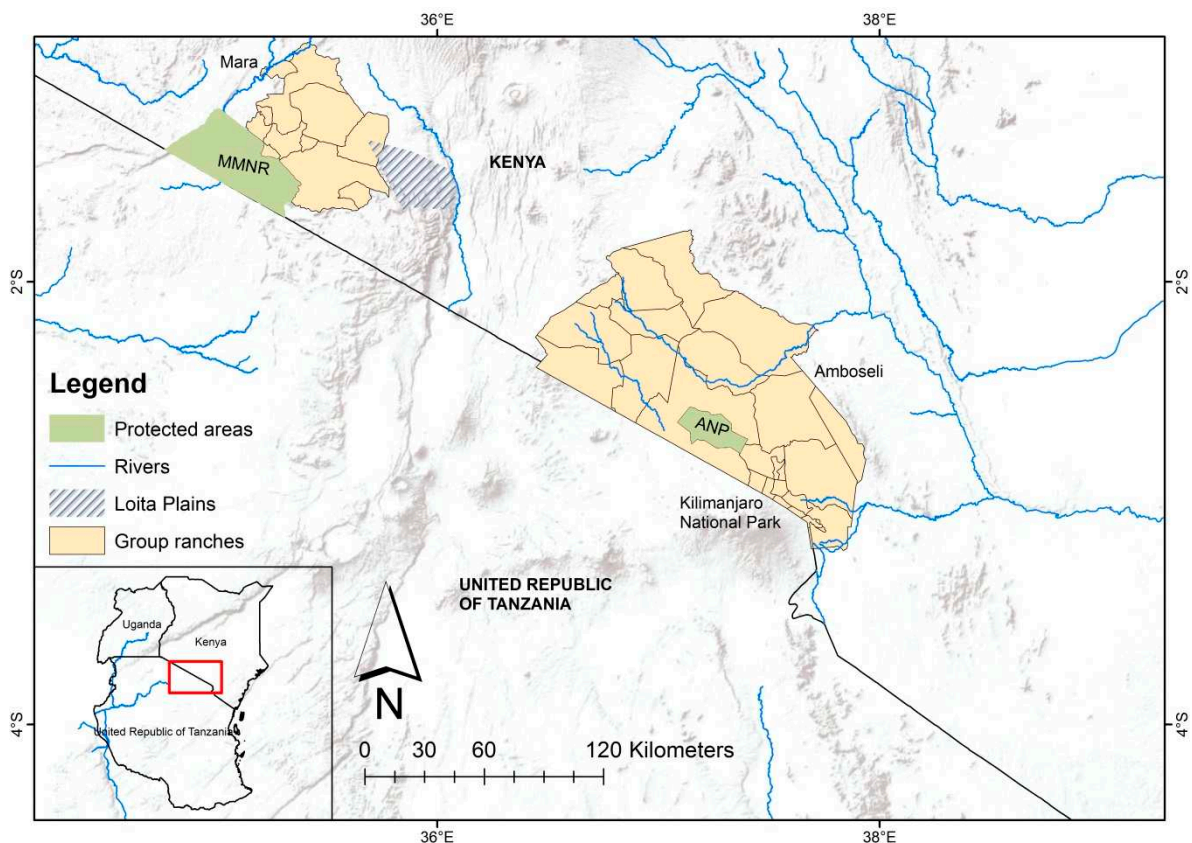 36°E
38°E
Mara
MMNR
KENYA
2°S
2°S
Amboseli
ANP
Kilimanjaro
National Park
Legend
Protected areas
Rivers
Loita Plains
Group ranches
UNITED REPUBLIC
OF TANZANIA
Uganda
Kenya
United Republic of Tanzania
N
0 30 60 120 Kilometers
4°S
4°S
36°E
38°E